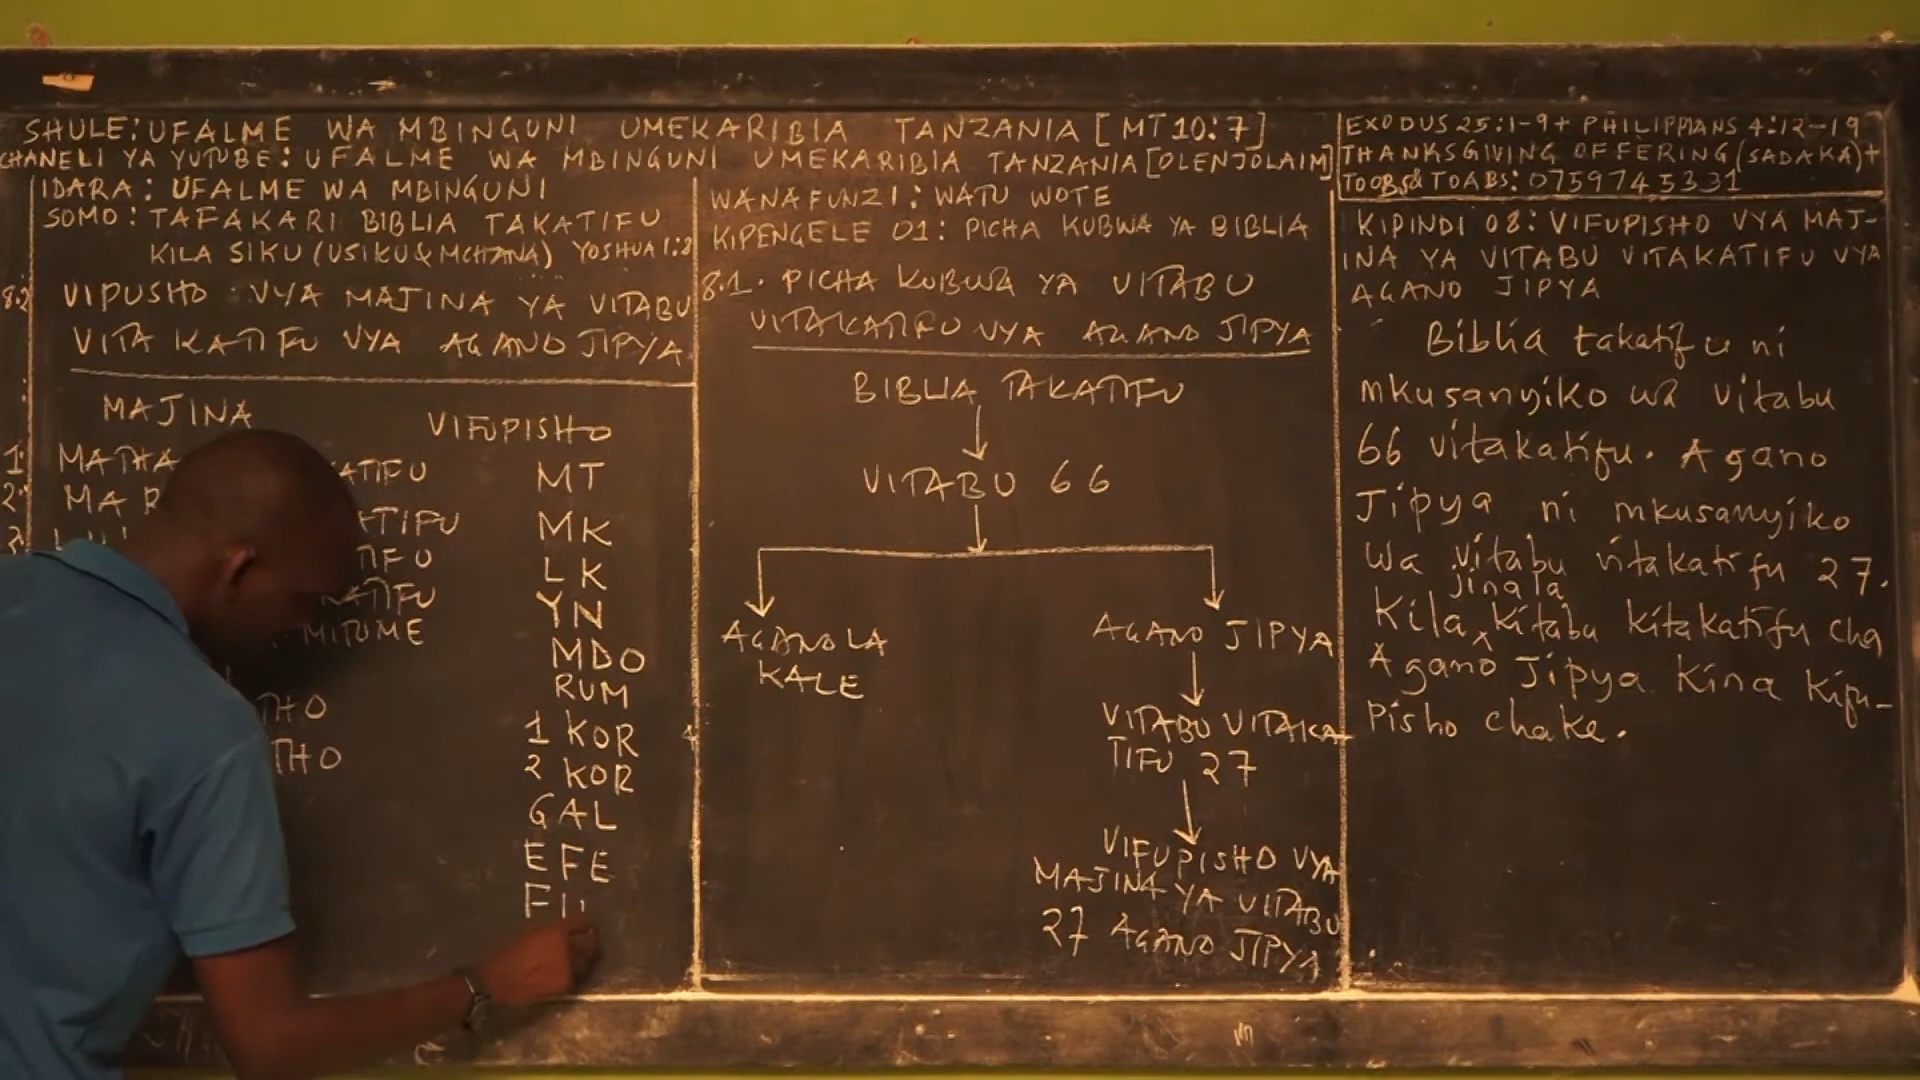 SHULE: UFALME WA MBINGUNI UMEKARIBIA TANZANIA [MT 10:7]
CHANELI YA YUTUBE: UFALME WA MBINGUNI UMEKARIBIA TANZANIA [OLENJOLAIM]
IDARA: UFALME WA MBINGUNI
SOMO: TAFAKARI BIBLIA TAKATIFU
KILA SIKU (USIKU & MCHANA) YOSHUA 1:8
8.2 VIPUSHO VYA MAJINA YA VITABU
VITAKATIFU VYA AGANO JIPYA
MAJINA VIFUPISHO
1. MATHA ATIFU MT
2. MAR ATIFU MK
3. TIFU LK
KATIFU YN
MITUME MDO
RUM
THO 1 KOR
THO 2 KOR
GAL
EFE
WANAFUNZI: WATU WOTE
KIPENGELE 01: PICHA KUBWA YA BIBLIA
8.1. PICHA KUBWA YA VITABU
VITAKATIFU VYA AGANO JIPYA
BIBLIA TAKATIFU
VITABU 66
AGANO LA
KALE
AGANO JIPYA
VITABU VITAKA
TIFU 27
VIFUPISHO VYA
MAJINA YA VITABU
27 AGANO JIPYA
EXODUS 25:1-9 + PHILIPPIANS 4:12-19
THANKSGIVING OFFERING (SADAKA) +
TOOBS & TOABS: 0759745331
KIPINDI 08: VIFUPISHO VYA MAJ-
INA YA VITABU VITAKATIFU VYA
AGANO JIPYA
Biblia takatifu ni
mkusanyiko wa vitabu
66 vitakatifu. Agano
Jipya ni mkusanyiko
wa vitabu vitakatifu 27.
jina la
Kila kitabu kitakatifu cha
Agano Jipya kina kifu-
pisho chake.